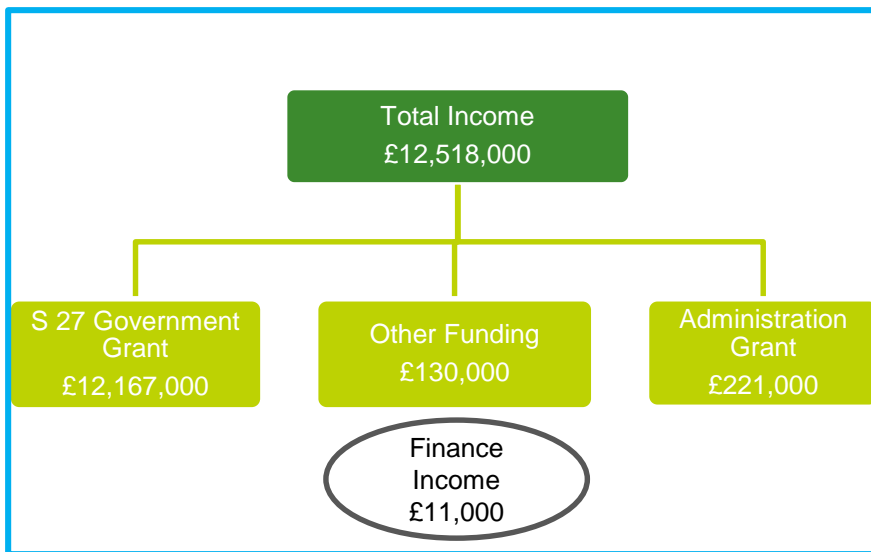 Total Income
£12,518,000
S 27 Government
Grant
£12,167,000
Other Funding
£130,000
Administration
Grant
£221,000
Finance
Income
£11,000